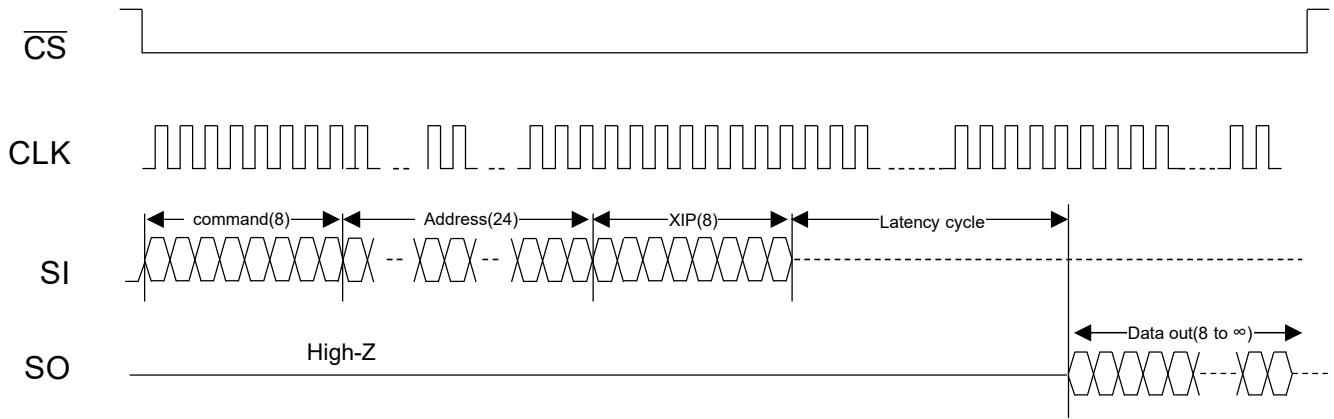 CS
CLK
command(8) Address(24) XIP(8) Latency cycle
SI
Data out(8 to ∞)
High-Z
SO